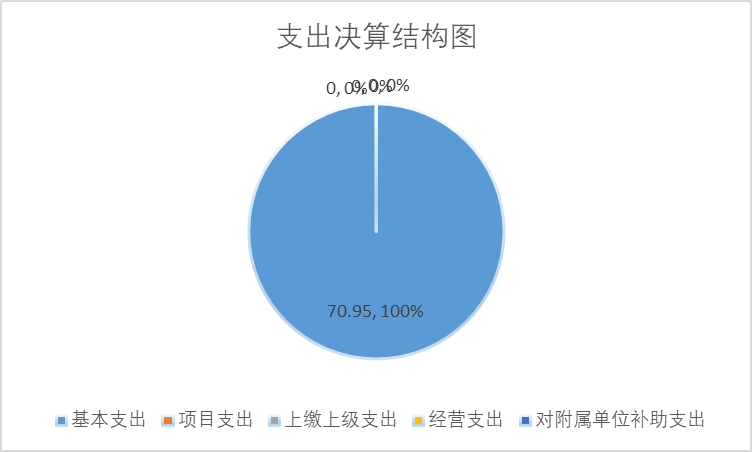 支出决算结构图
0, 0%
0, 0%
70.95, 100%
基本支出 项目支出 上缴上级支出 经营支出 对附属单位补助支出